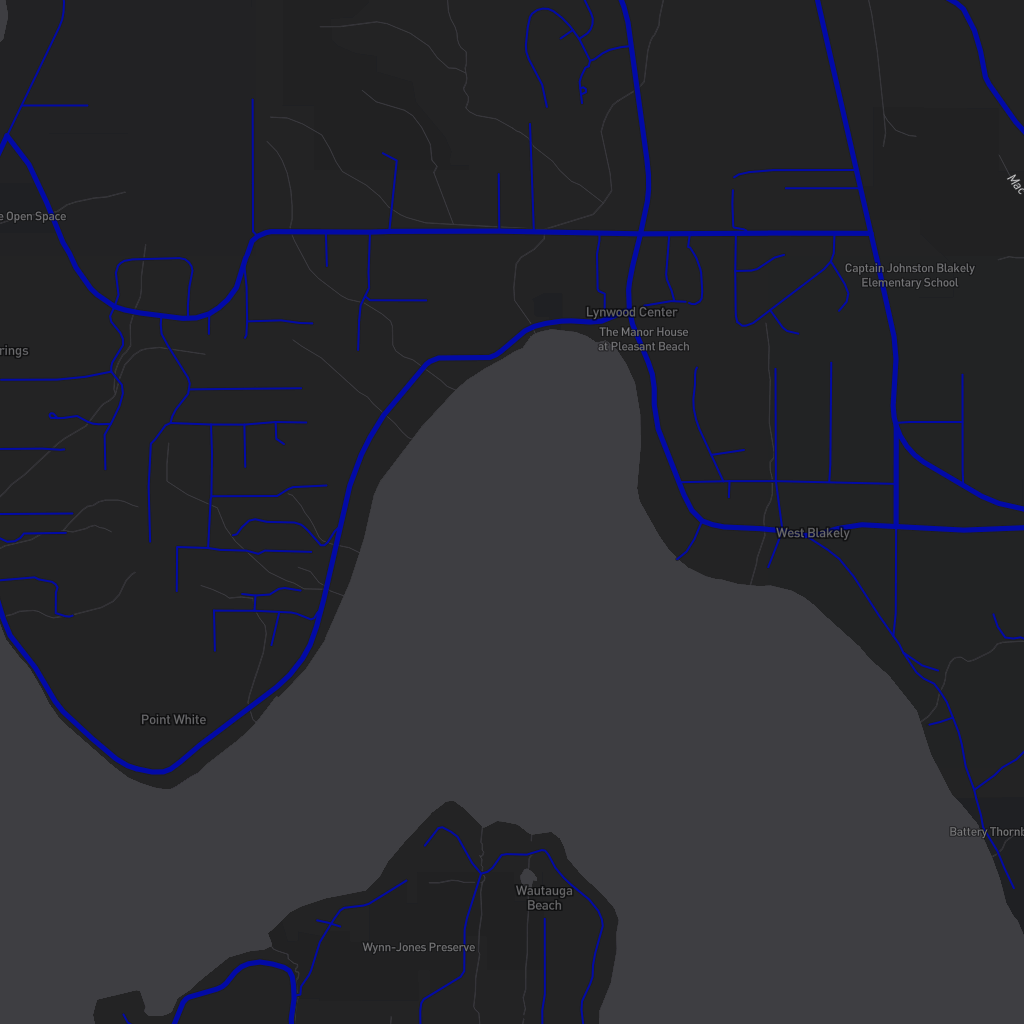 Mac
e Open Space
Captain Johnston Blakely
Elementary School
Lynwood Center
The Manor House
at Pleasant Beach
rings
West Blakely
Point White
Battery Thornb
Wautauga
Beach
Wynn-Jones Preserve